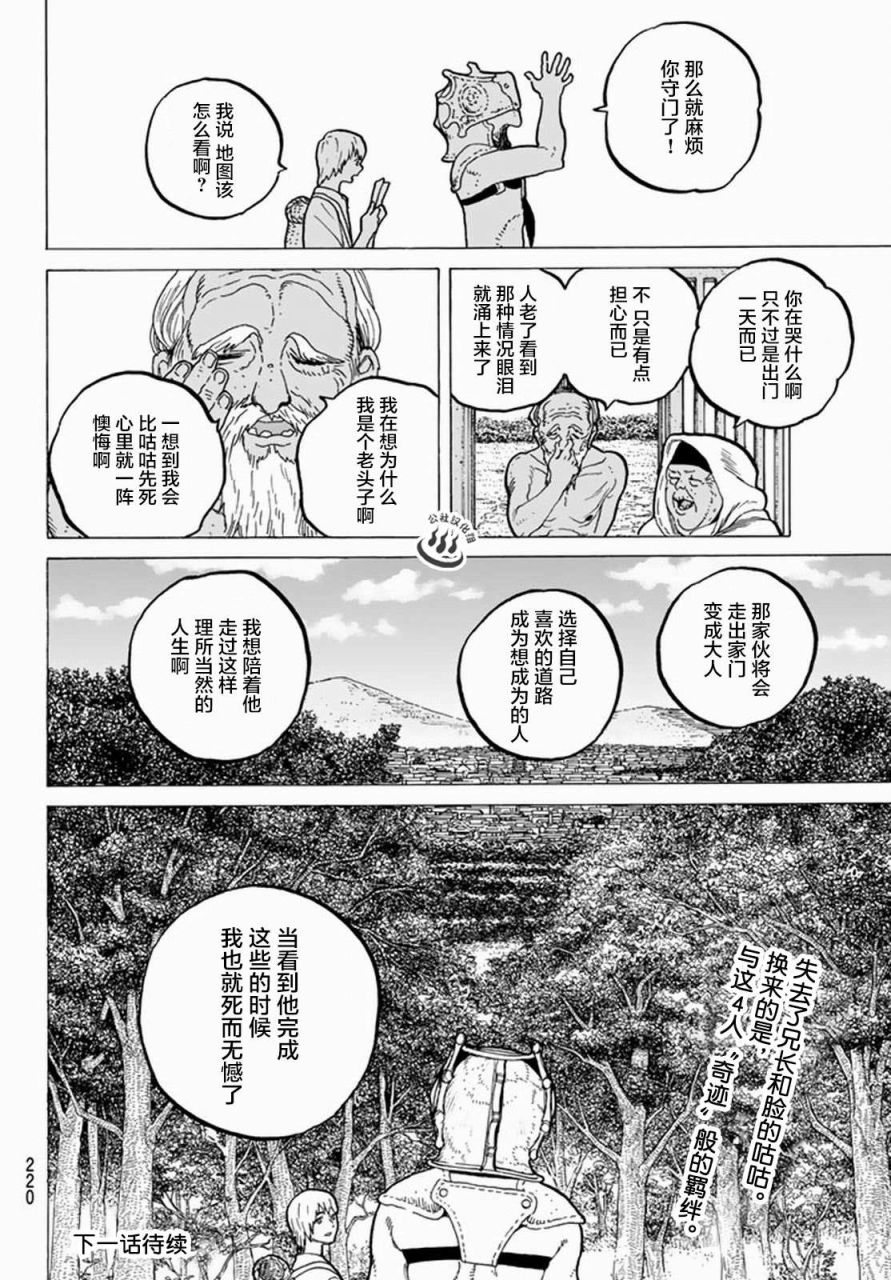 那么就麻烦
你守门了！
我说 地图该
怎么看啊？
你在哭什么啊
只不过是出门
一天而已
不 只是有点
担心而已
人老了看到
那种情况眼泪
就涌上来了
我在想为什么
我是个老头子啊
一想到我会
比咕咕先死
心里就一阵
懊悔啊
公社汉化组
那家伙将会
走出家门
变成大人
选择自己
喜欢的道路
成为想成为的人
我想陪着他
走过这样
理所当然的
人生啊
当看到他完成
这些的时候
我也就死而无憾了
失去了兄长和脸的咕咕。
换来的是，
与这4人“奇迹”般的羁绊。
220
下一话待续